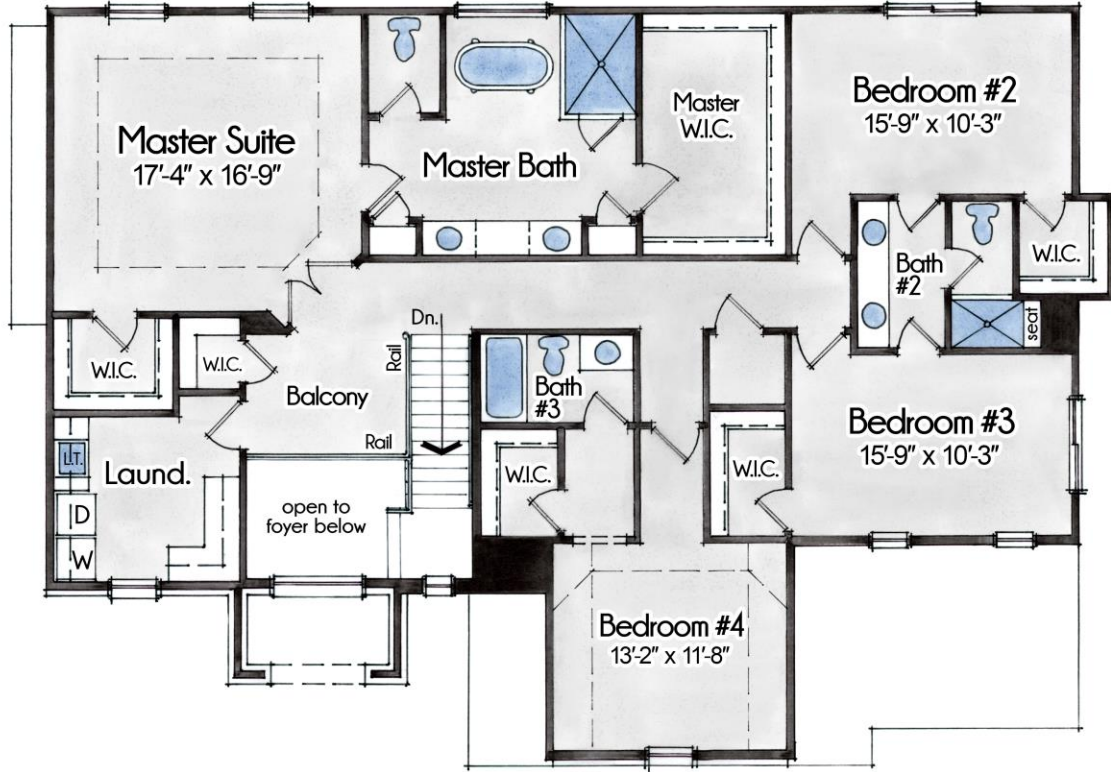 Master Suite
17'-4" x 16'-9"
Master Bath
Master
W.I.C.
Bedroom #2
15'-9" x 10'-3"
Bath
#2
W.I.C.
seat
W.I.C.
W.I.C.
Balcony
Dn.
Rail
Rail
Bath
#3
Bedroom #3
15'-9" x 10'-3"
L.T.
Laund.
D
W
open to
foyer below
W.I.C.
W.I.C.
Bedroom #4
13'-2" x 11'-8"